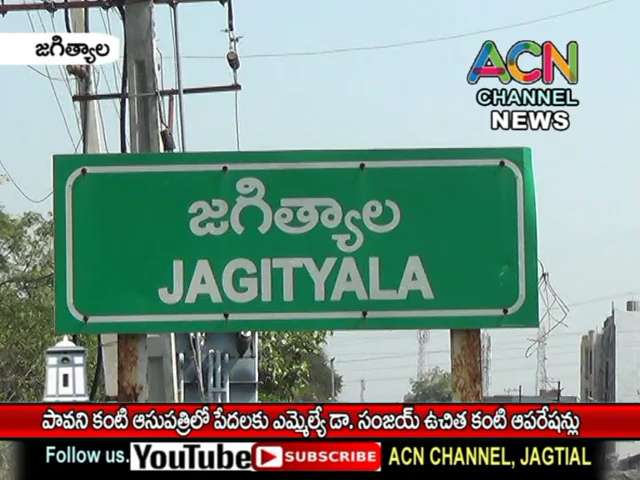 జగిత్యాల
ACN
CHANNEL
NEWS
జగిత్యాల
JAGITYALA
పావని కంటి ఆసుపత్రిలో పేదలకు ఎమ్మెల్యే డా. సంజయ్ ఉచిత కంటి ఆపరేషన్లు
Follow us. YouTube SUBSCRIBE ACN CHANNEL, JAGTIAL